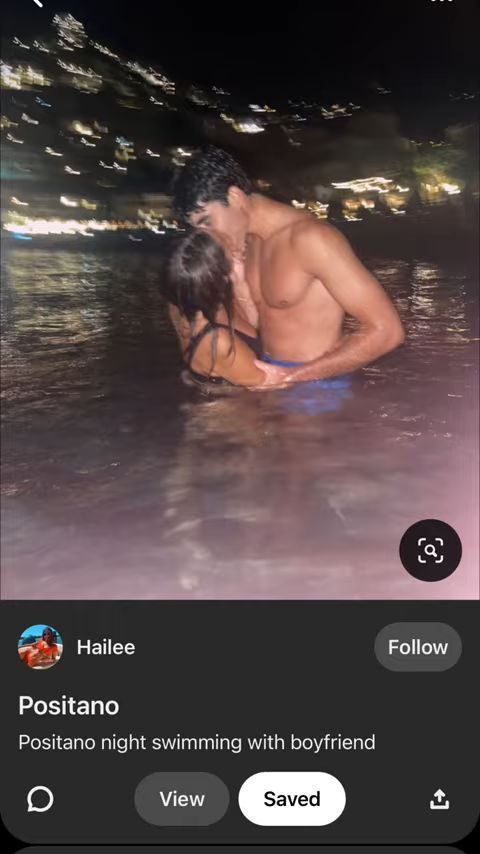 Hailee
Follow
Positano
Positano night swimming with boyfriend
View
Saved